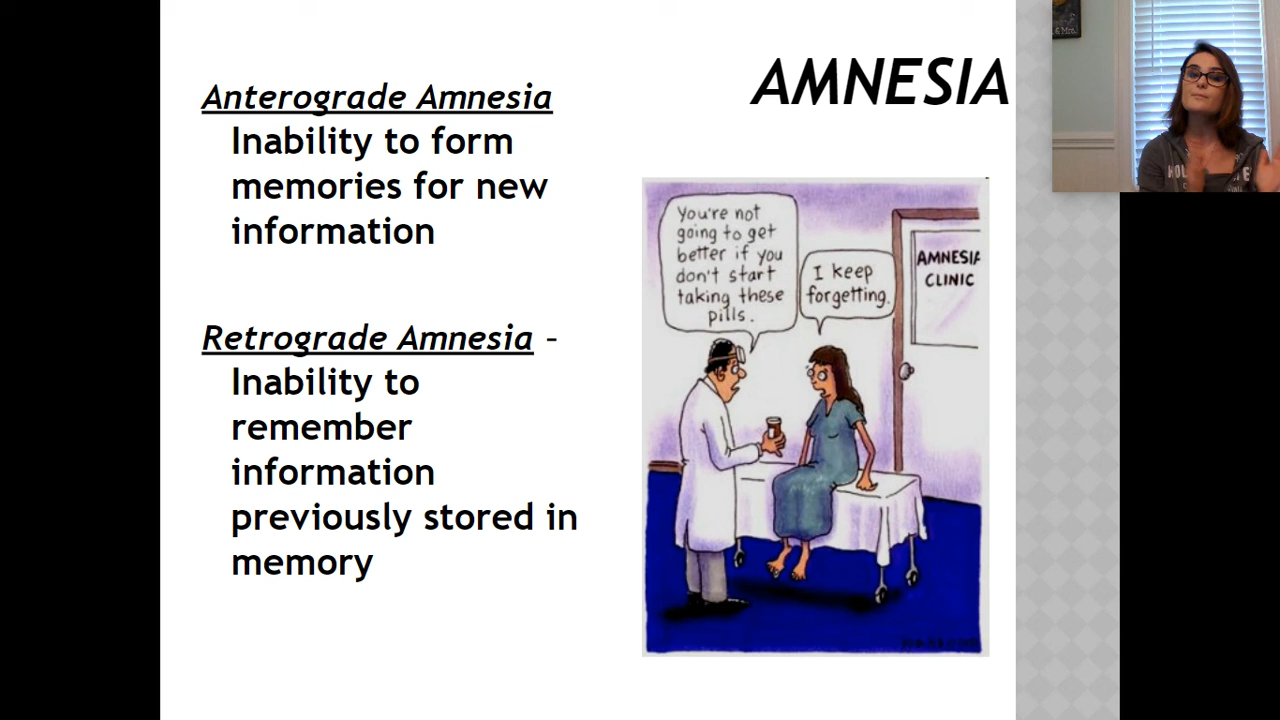 AMNESIA
Anterograde Amnesia
Inability to form
memories for new
information
Retrograde Amnesia –
Inability to
remember
information
previously stored in
memory
You're not
going to get
better if you
don't start
taking these
pills.
I keep
forgetting.
AMNESIA
CLINIC